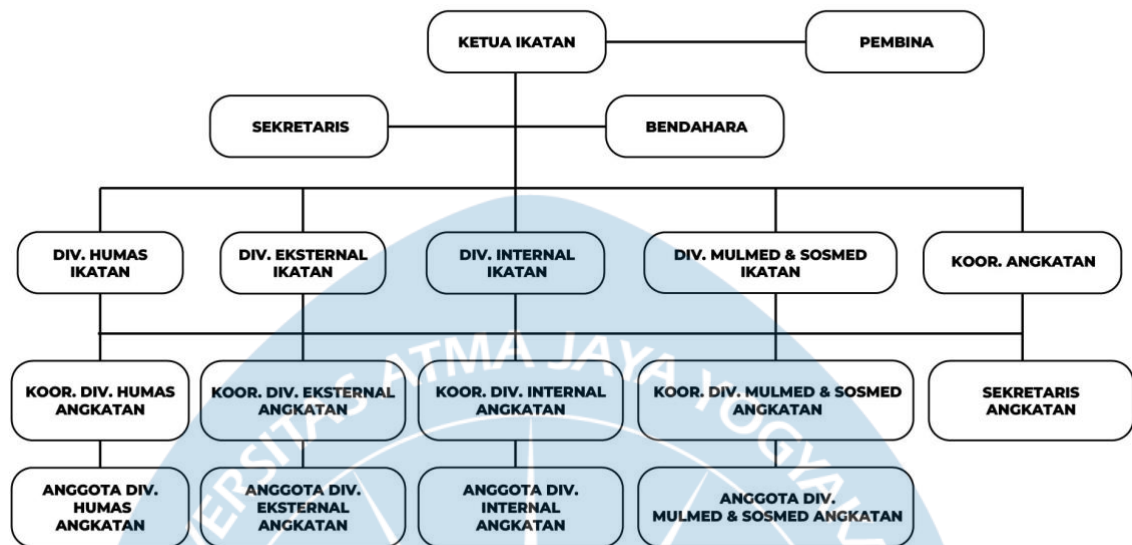 KETUA IKATAN
PEMBINA
SEKRETARIS
BENDAHARA
DIV. HUMAS
IKATAN
DIV. EKSTERNAL
IKATAN
DIV. INTERNAL
IKATAN
DIV. MULMED & SOSMED
IKATAN
KOOR. ANGKATAN
KOOR. DIV. HUMAS
ANGKATAN
KOOR. DIV. EKSTERNAL
ANGKATAN
KOOR. DIV. INTERNAL
ANGKATAN
KOOR. DIV. MULMED & SOSMED
ANGKATAN
SEKRETARIS
ANGKATAN
ANGGOTA DIV.
HUMAS
ANGKATAN
ANGGOTA DIV.
EKSTERNAL
ANGKATAN
ANGGOTA DIV.
INTERNAL
ANGKATAN
ANGGOTA DIV.
MULMED & SOSMED ANGKATAN
ATMA JAYA